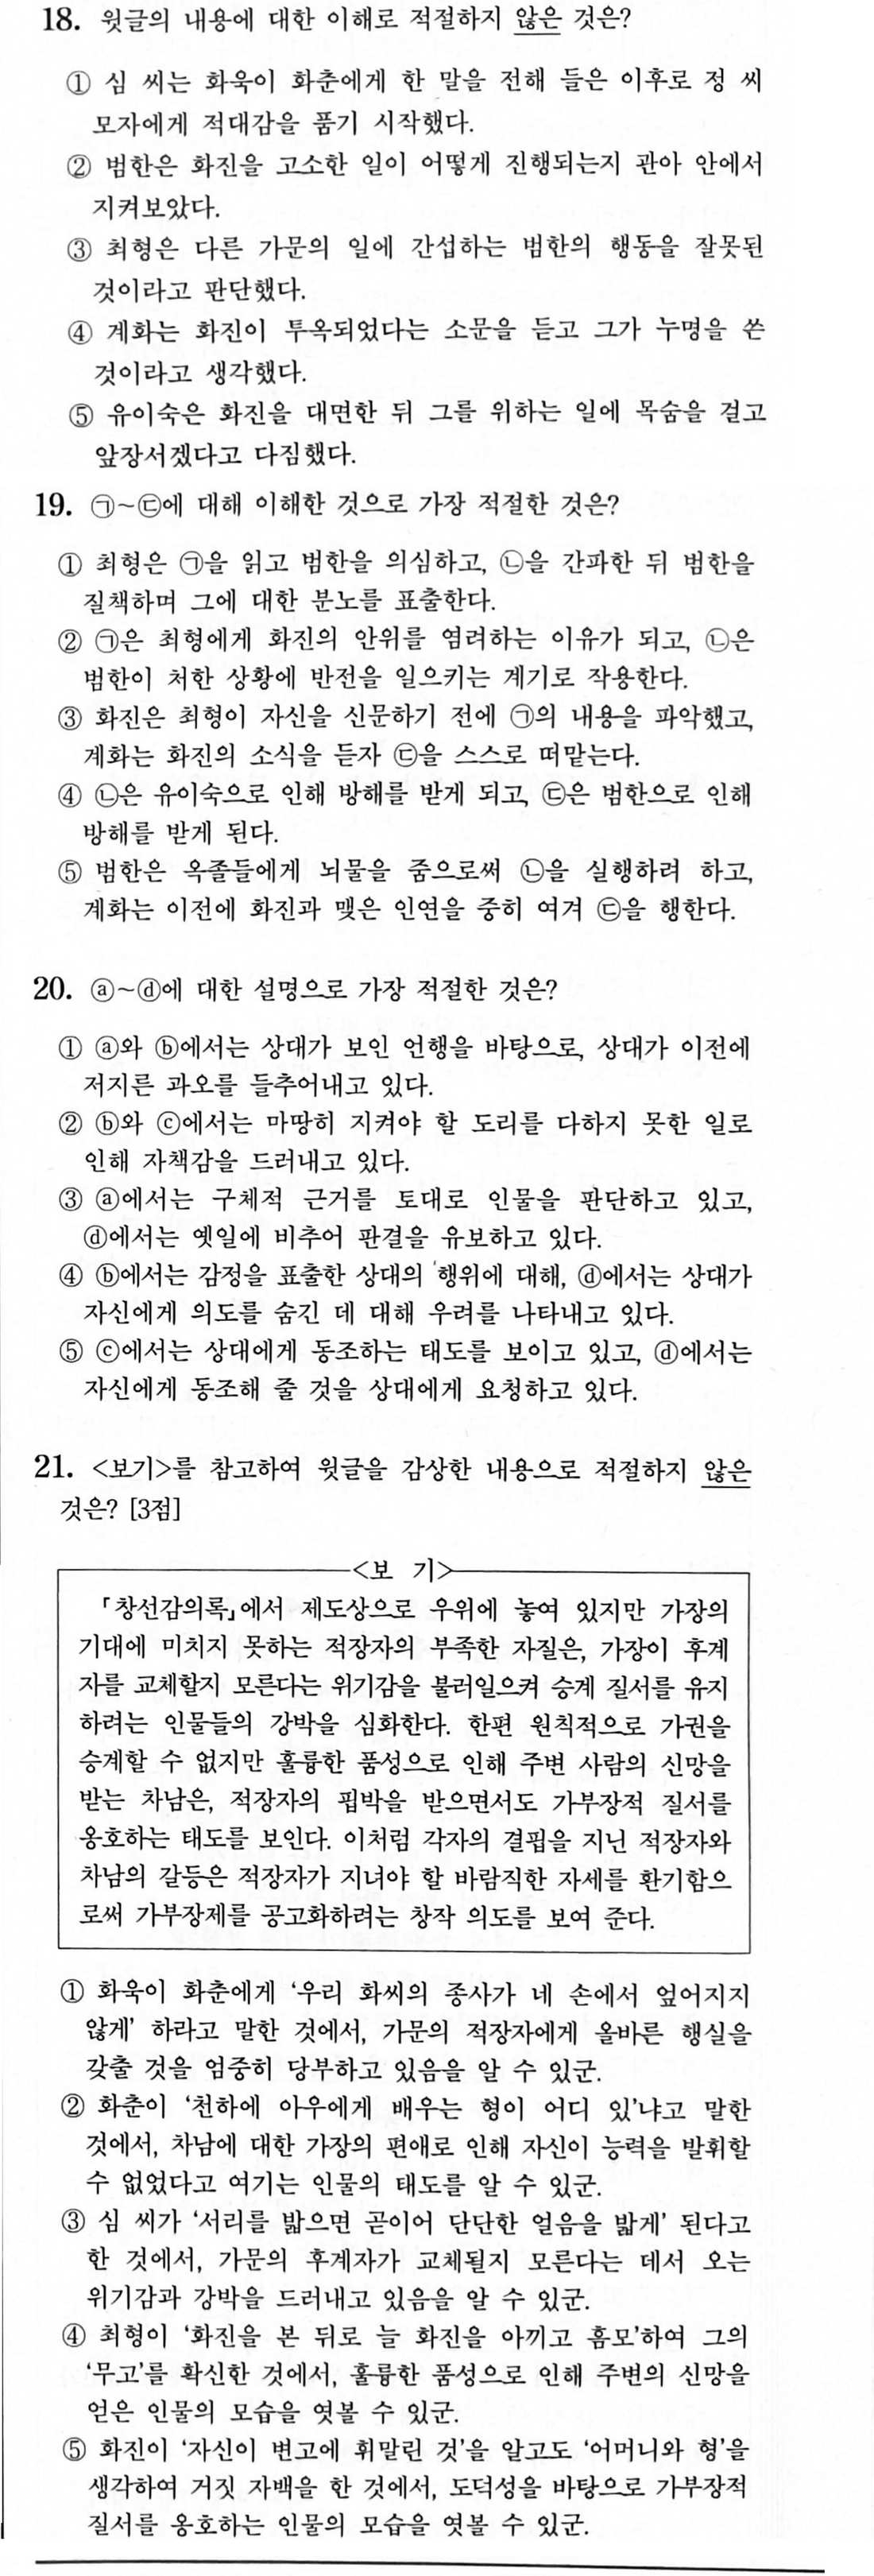 18. 윗글의 내용에 대한 이해로 적절하지 않은 것은?
① 심 씨는 화욱이 화춘에게 한 말을 전해 들은 이후로 정 씨
모자에게 적대감을 품기 시작했다.
② 범한은 화진을 고소한 일이 어떻게 진행되는지 관아 안에서
지켜보았다.
③ 최형은 다른 가문의 일에 간섭하는 범한의 행동을 잘못된
것이라고 판단했다.
④ 계화는 화진이 투옥되었다는 소문을 듣고 그가 누명을 쓴
것이라고 생각했다.
⑤ 유이숙은 화진을 대면한 뒤 그를 위하는 일에 목숨을 걸고
앞장서겠다고 다짐했다.
19. ㉠~㉢에 대해 이해한 것으로 가장 적절한 것은?
① 최형은 ㉠을 읽고 범한을 의심하고, ㉡을 간파한 뒤 범한을
질책하며 그에 대한 분노를 표출한다.
② ㉠은 최형에게 화진의 안위를 염려하는 이유가 되고, ㉡은
범한이 처한 상황에 반전을 일으키는 계기로 작용한다.
③ 화진은 최형이 자신을 신문하기 전에 ㉠의 내용을 파악했고,
계화는 화진의 소식을 듣자 ㉢을 스스로 떠맡는다.
④ ㉡은 유이숙으로 인해 방해를 받게 되고, ㉢은 범한으로 인해
방해를 받게 된다.
⑤ 범한은 옥졸들에게 뇌물을 줌으로써 ㉡을 실행하려 하고,
계화는 이전에 화진과 맺은 인연을 중히 여겨 ㉢을 행한다.
20. ⓐ~ⓓ에 대한 설명으로 가장 적절한 것은?
① ⓐ와 ⓑ에서는 상대가 보인 언행을 바탕으로, 상대가 이전에
저지른 과오를 들추어내고 있다.
② ⓑ와 ⓒ에서는 마땅히 지켜야 할 도리를 다하지 못한 일로
인해 자책감을 드러내고 있다.
③ ⓐ에서는 구체적 근거를 토대로 인물을 판단하고 있고,
ⓓ에서는 옛일에 비추어 판결을 유보하고 있다.
④ ⓑ에서는 감정을 표출한 상대의 행위에 대해, ⓓ에서는 상대가
자신에게 의도를 숨긴 데 대해 우려를 나타내고 있다.
⑤ ⓒ에서는 상대에게 동조하는 태도를 보이고 있고, ⓓ에서는
자신에게 동조해 줄 것을 상대에게 요청하고 있다.
21. <보기>를 참고하여 윗글을 감상한 내용으로 적절하지 않은
것은? [3점]
<보 기>
「창선감의록」에서 제도상으로 우위에 놓여 있지만 가장의
기대에 미치지 못하는 적장자의 부족한 자질은, 가장이 후계
자를 교체할지 모른다는 위기감을 불러일으켜 승계 질서를 유지
하려는 인물들의 강박을 심화한다. 한편 원칙적으로 가권을
승계할 수 없지만 훌륭한 품성으로 인해 주변 사람의 신망을
받는 차남은, 적장자의 핍박을 받으면서도 가부장적 질서를
옹호하는 태도를 보인다. 이처럼 각자의 결핍을 지닌 적장자와
차남의 갈등은 적장자가 지녀야 할 바람직한 자세를 환기함으
로써 가부장제를 공고화하려는 창작 의도를 보여 준다.
① 화욱이 화춘에게 ‘우리 화씨의 종사가 네 손에서 엎어지지
않게’ 하라고 말한 것에서, 가문의 적장자에게 올바른 행실을
갖출 것을 엄중히 당부하고 있음을 알 수 있군.
② 화춘이 ‘천하에 아우에게 배우는 형이 어디 있’냐고 말한
것에서, 차남에 대한 가장의 편애로 인해 자신이 능력을 발휘할
수 없었다고 여기는 인물의 태도를 알 수 있군.
③ 심 씨가 ‘서리를 밟으면 곧이어 단단한 얼음을 밟게’ 된다고
한 것에서, 가문의 후계자가 교체될지 모른다는 데서 오는
위기감과 강박을 드러내고 있음을 알 수 있군.
④ 최형이 ‘화진을 본 뒤로 늘 화진을 아끼고 흠모’하여 그의
‘무고’를 확신한 것에서, 훌륭한 품성으로 인해 주변의 신망을
얻은 인물의 모습을 엿볼 수 있군.
⑤ 화진이 ‘자신이 변고에 휘말린 것’을 알고도 ‘어머니와 형’을
생각하여 거짓 자백을 한 것에서, 도덕성을 바탕으로 가부장적
질서를 옹호하는 인물의 모습을 엿볼 수 있군.